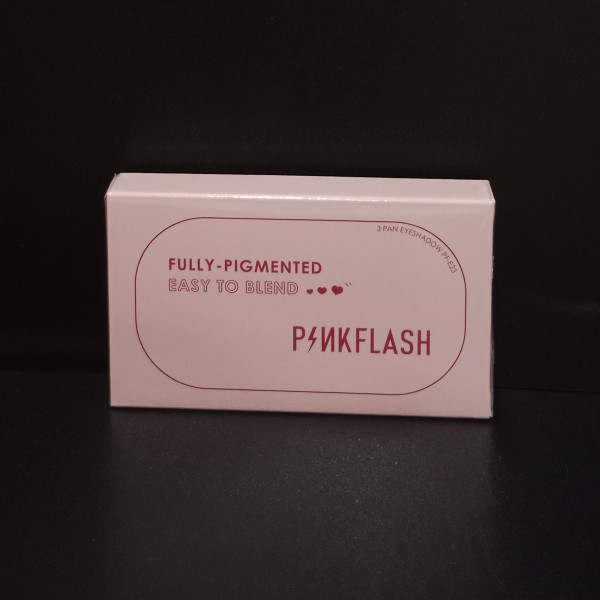 3 PAN EYESHADOW PF-E23
FULLY-PIGMENTED
EASY TO BLEND
PINKFLASH